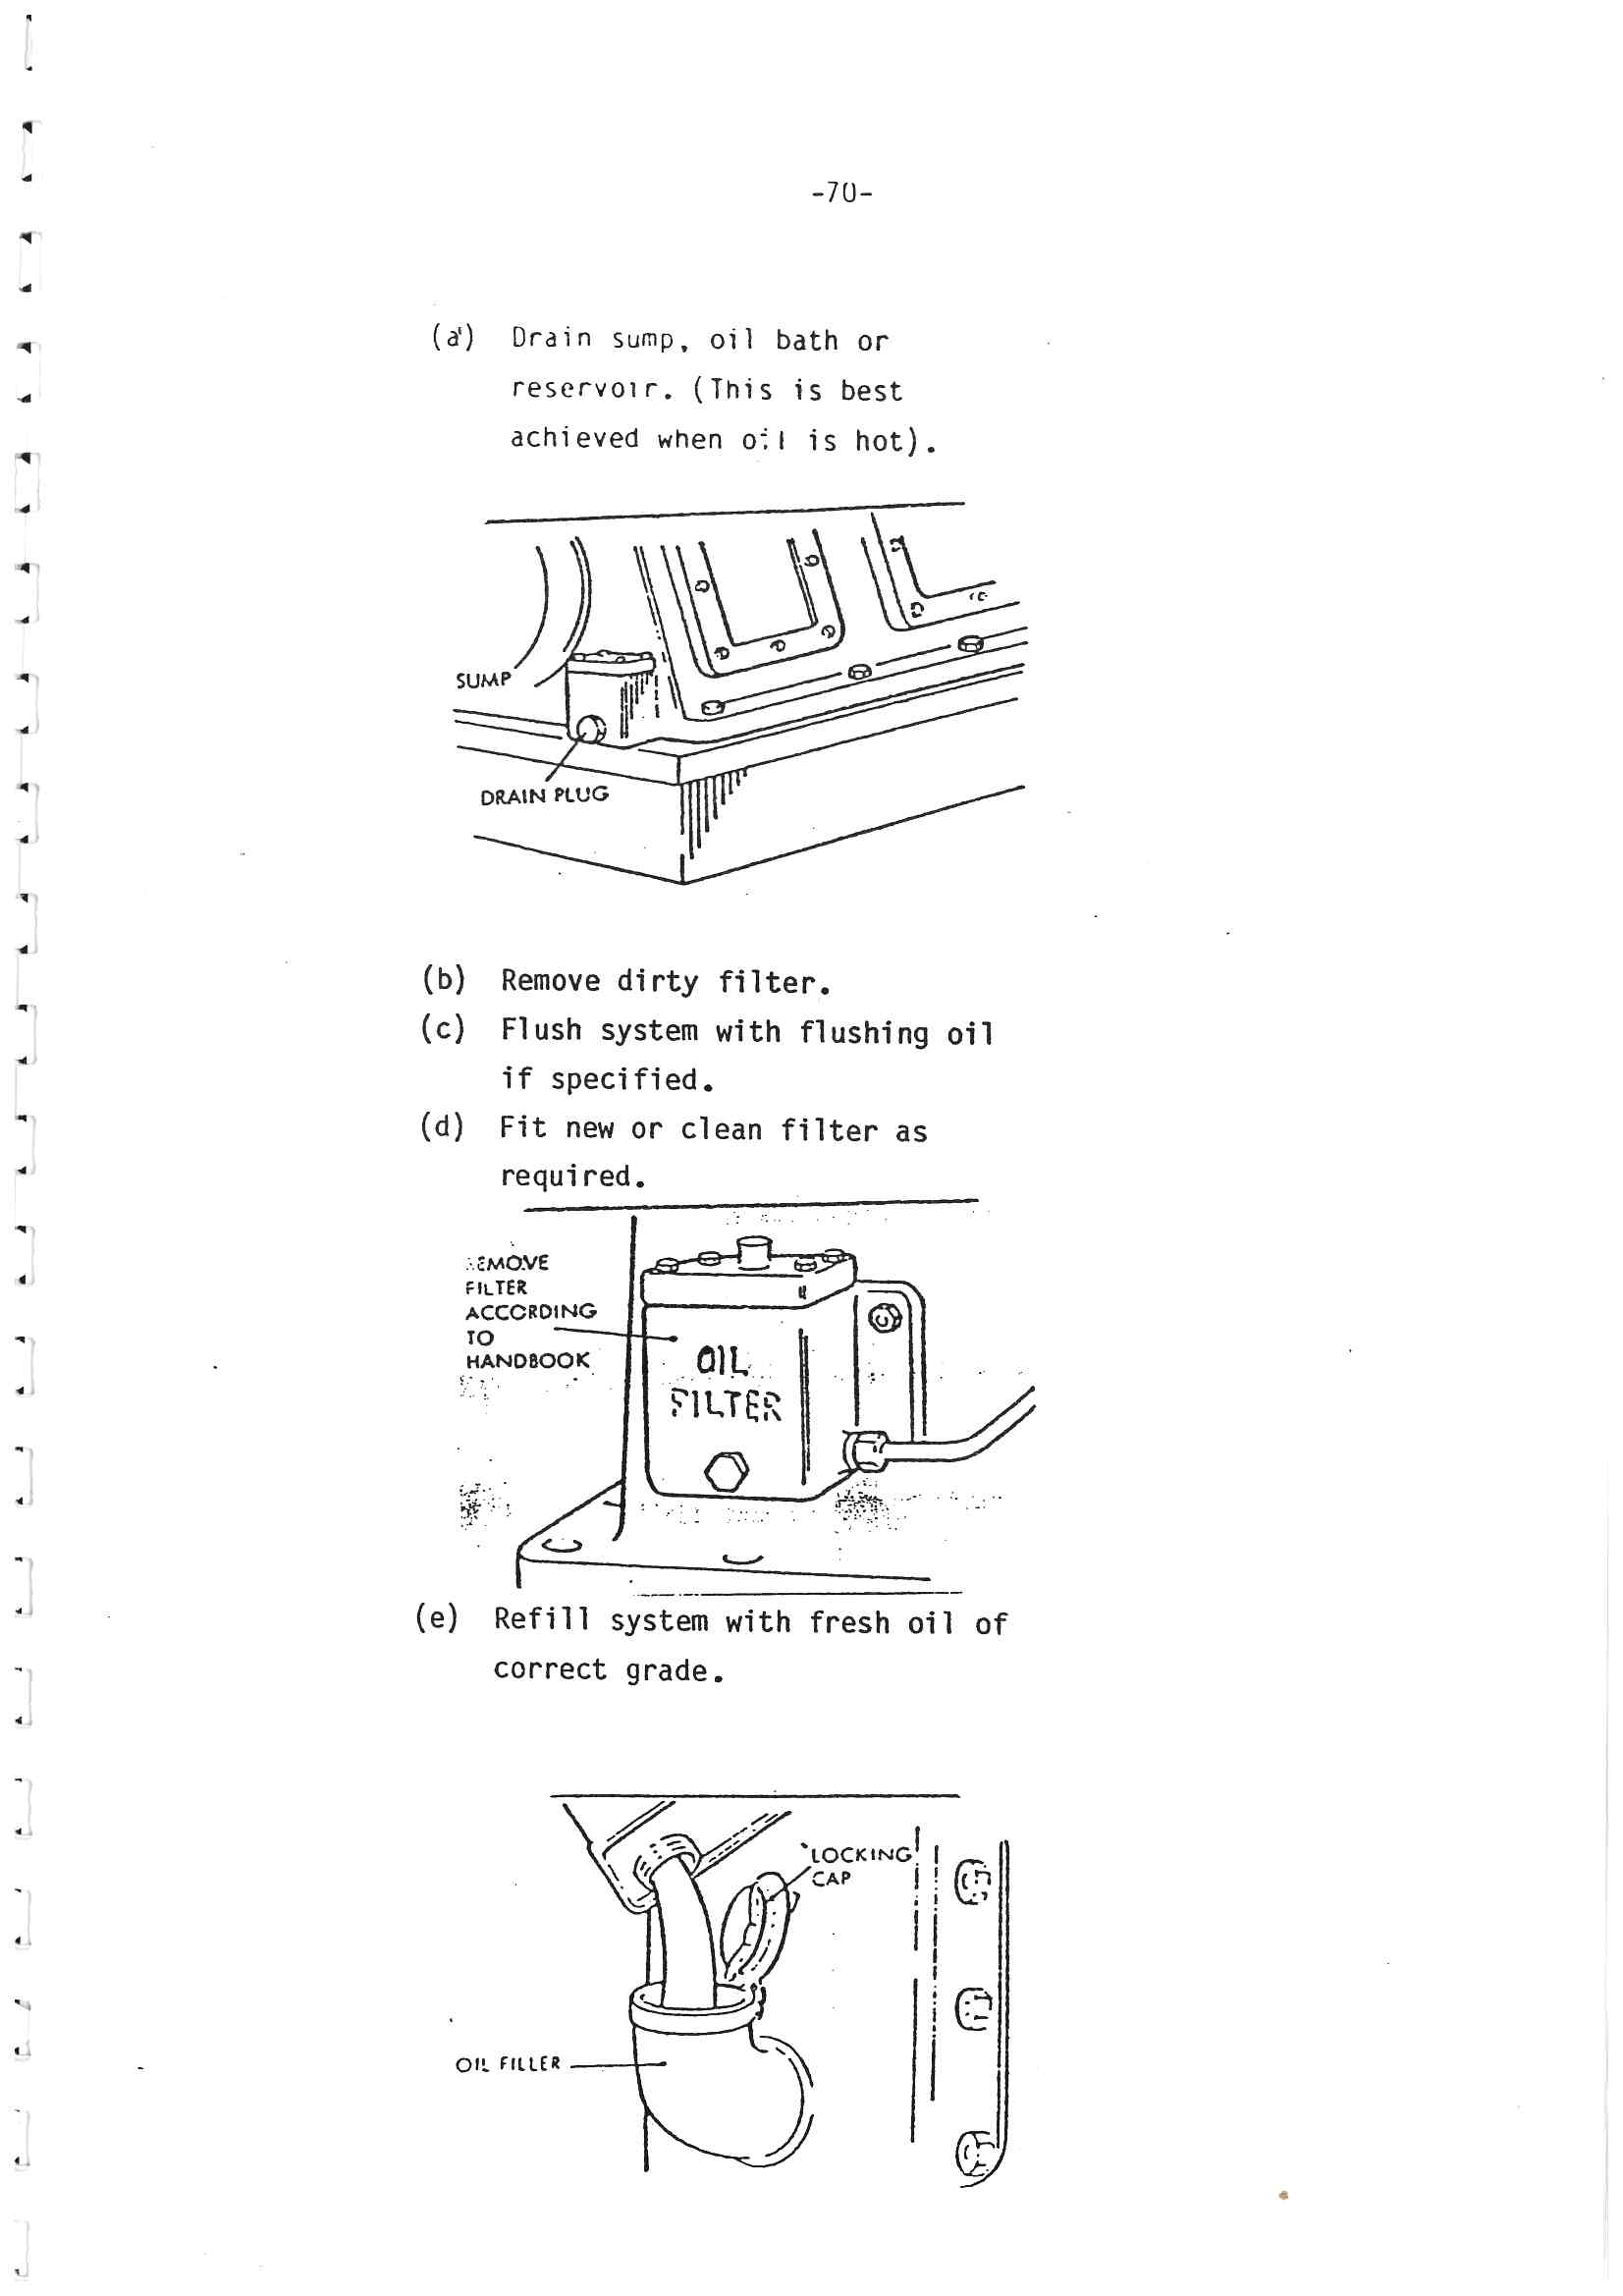 -70-
(a) Drain sump, oil bath or
reservoir. (This is best
achieved when oil is hot).
SUMP
DRAIN PLUG
(b) Remove dirty filter.
(c) Flush system with flushing oil
if specified.
(d) Fit new or clean filter as
required.
REMOVE
FILTER
ACCORDING
TO
HANDBOOK
OIL
FILTER
(e) Refill system with fresh oil of
correct grade.
LOCKING
CAP
OIL FILLER